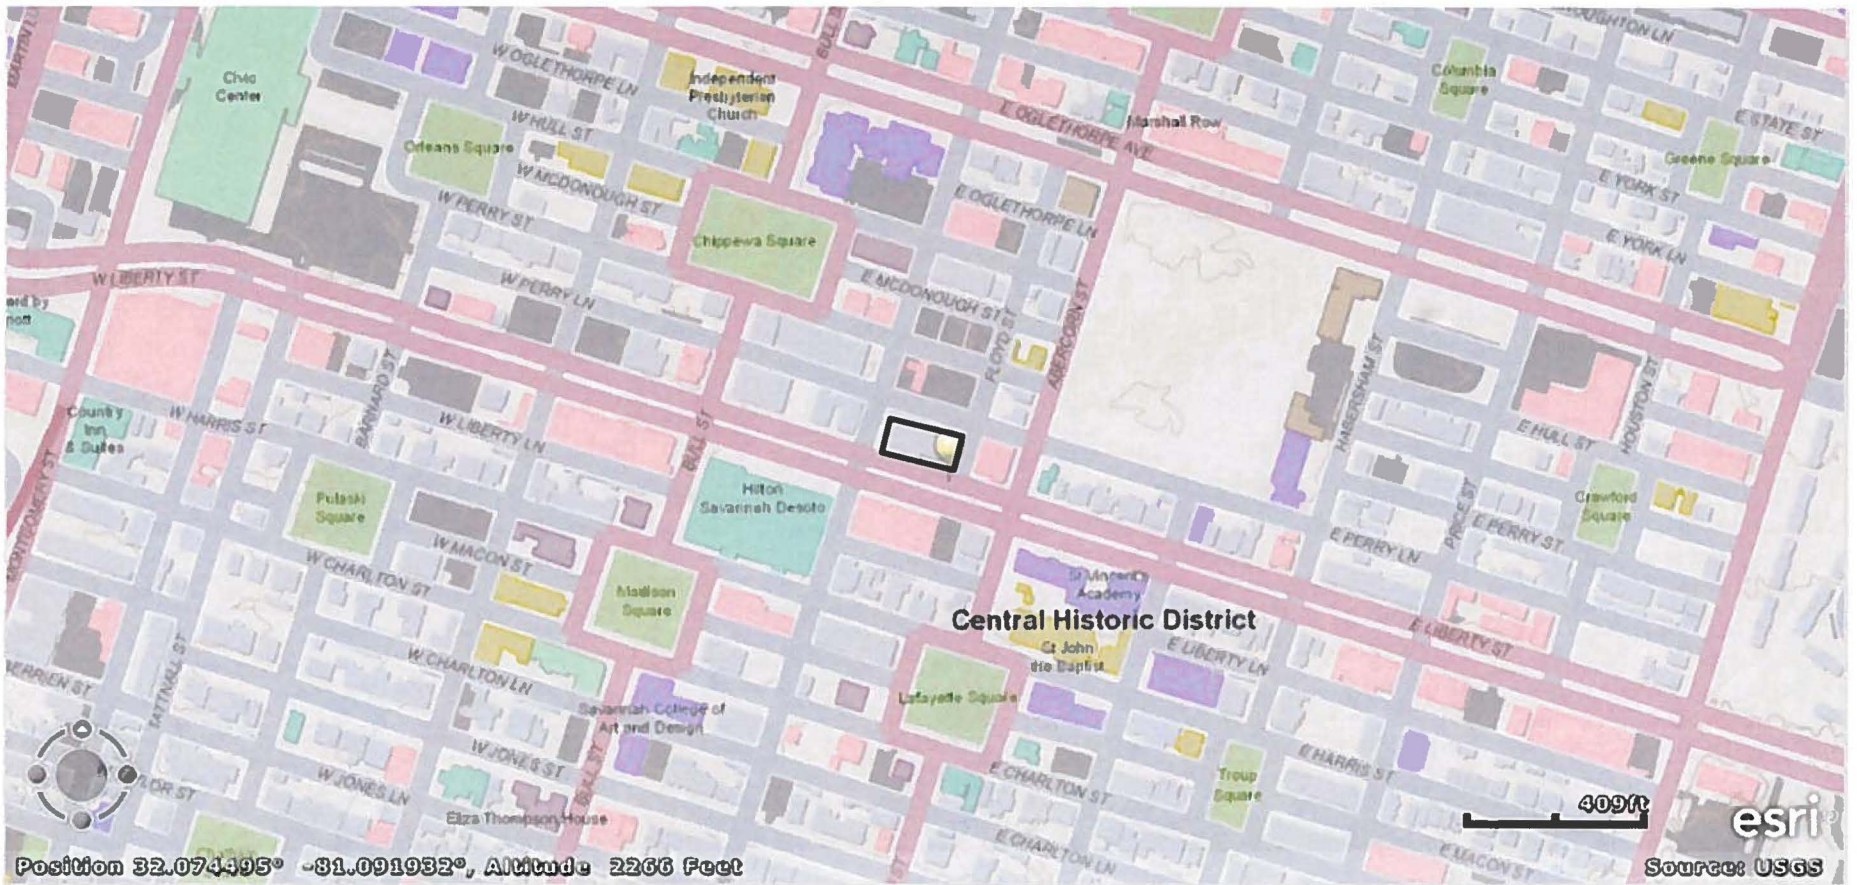 W OGLETHORPE LN
Civic
Center
Independent
Presbyterian
Church
Columbia
Square
W HULL ST
E OGLETHORPE AVE
Marshall Row
E STATE ST
Orleans Square
Greene Square
W MCDONOUGH ST
E YORK ST
W PERRY ST
E OGLETHORPE LN
Chippewa Square
E YORK LN
W LIBERTY ST
W PERRY LN
E MCDONOUGH ST
FLOYD ST
ABERCORN ST
HABERSHAM ST
HOUSTON ST
BARNARD ST
Country
Inn
& Suites
W HARRIS ST
W LIBERTY LN
BULL ST
E HULL ST
MONTGOMERY ST
Pulaski
Square
Hilton
Savannah Desoto
Crawford
Square
PRICE ST
E PERRY ST
E PERRY LN
W MACON ST
W CHARLTON ST
Madison
Square
St Vincent's
Academy
Central Historic District
St John
the Baptist
E LIBERTY ST
E LIBERTY LN
TATTNALL ST
W CHARLTON LN
Lafayette Square
Savannah College of
Art and Design
W JONES ST
BULL ST
E HARRIS ST
W JONES LN
E CHARLTON ST
Troup
Square
Eliza Thompson House
409ft
esri
E CHARLTON LN
E MACON ST
Position 32.074495° -81.091932°, Altitude 2266 Feet
Source: USGS